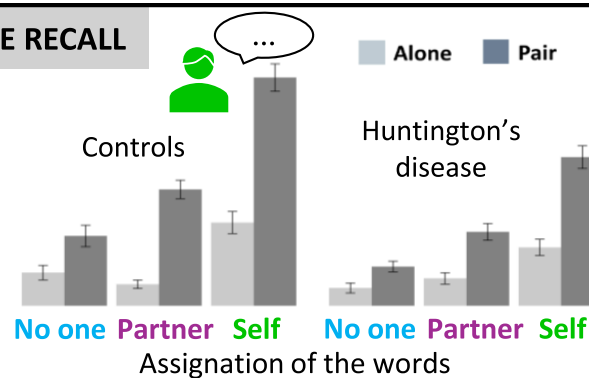 E RECALL
...
Alone Pair
Controls
Huntington’s
disease
No one Partner Self No one Partner Self
Assignation of the words